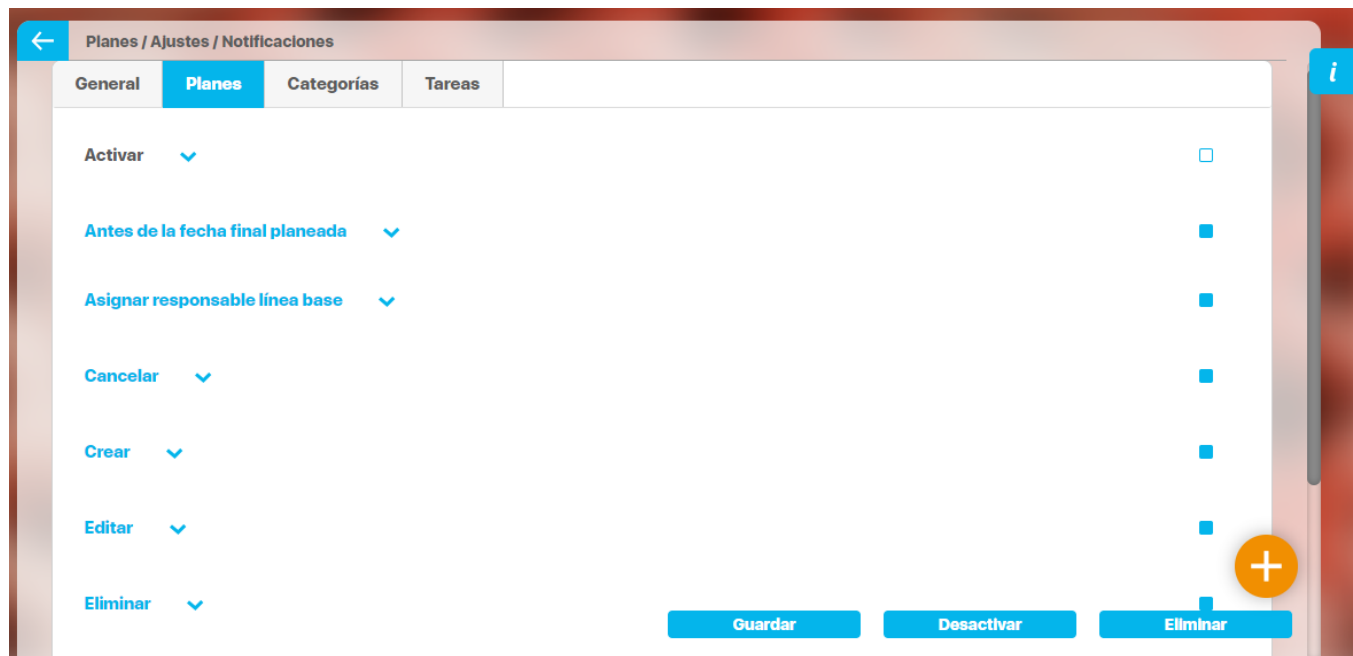 Planes / Ajustes / Notificaciones
i
General Planes Categorías Tareas
Activar
Antes de la fecha final planeada
Asignar responsable línea base
Cancelar
Crear
Editar
Eliminar
Guardar Desactivar Eliminar